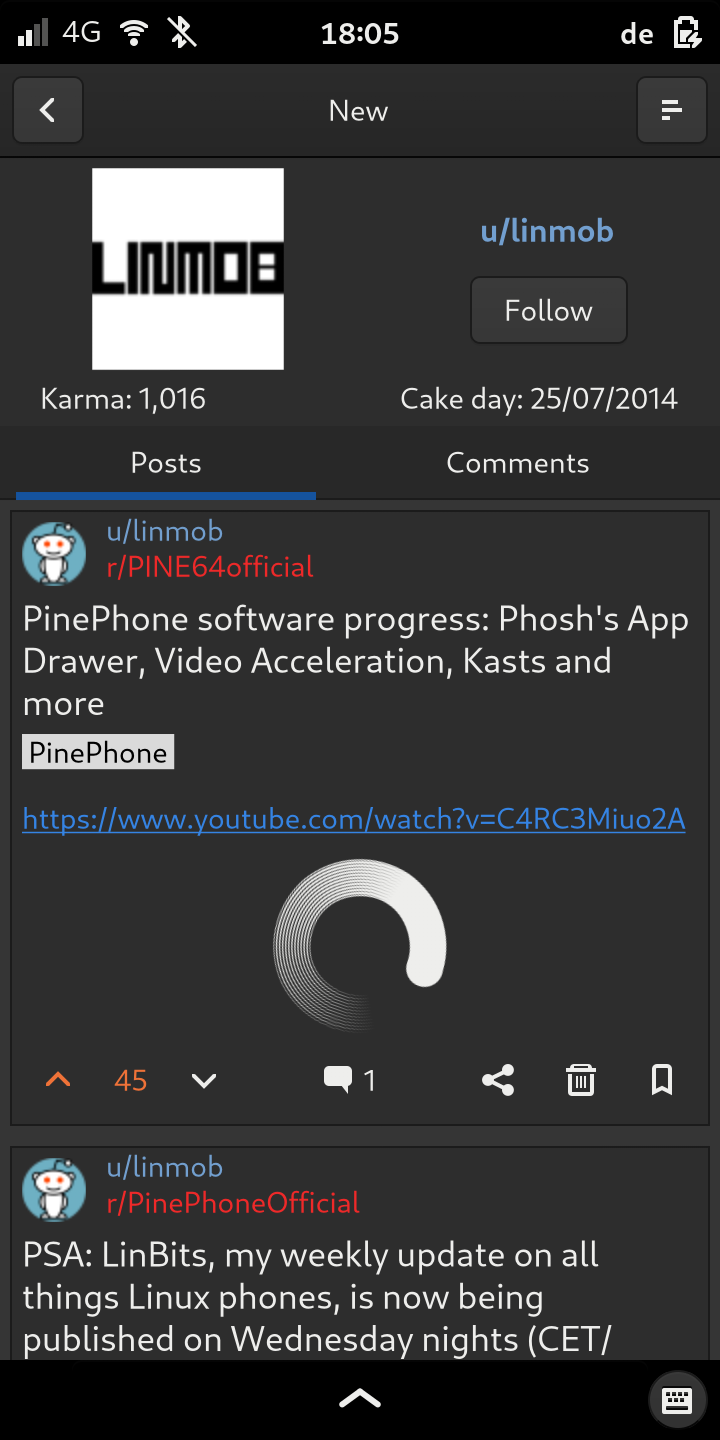 4G 18:05 de
New
LINMOB
u/linmob
Follow
Karma: 1,016
Cake day: 25/07/2014
Posts
Comments
u/linmob
r/PINE64official
PinePhone software progress: Phosh's App
Drawer, Video Acceleration, Kasts and
more
PinePhone
https://www.youtube.com/watch?v=C4RC3Miuo2A
45
1
u/linmob
r/PinePhoneOfficial
PSA: LinBits, my weekly update on all
things Linux phones, is now being
published on Wednesday nights (CET/